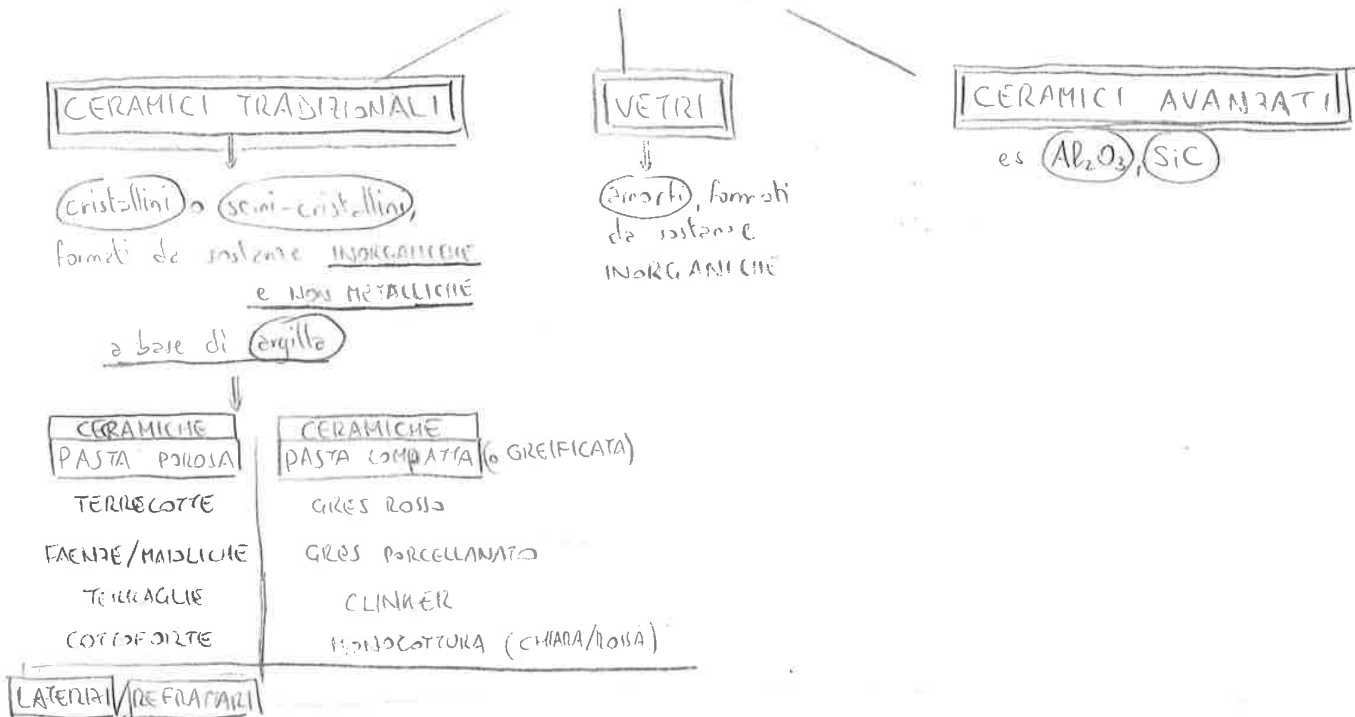 CERAMICI TRADIZIONALI
cristallini o semi-cristallini,
formati da sostanze INORGANICHE
e NON METALLICHE
a base di argilla
CERAMICHE
PASTA POROSA
TERRECOTTE
FAENZE/MAIOLICHE
TERRAGLIE
COTTOFORTE
CERAMICHE
PASTA COMPATTA (o GREIFICATA)
GRES ROSSO
GRES PORCELLANATO
CLINKER
MONOCOTTURA (CHIARA/ROSSA)
LATERIZI/REFRATTARI
VETRI
amorfi, formati
da sostanze
INORGANICHE
CERAMICI AVANZATI
es Al₂O₃, SiC